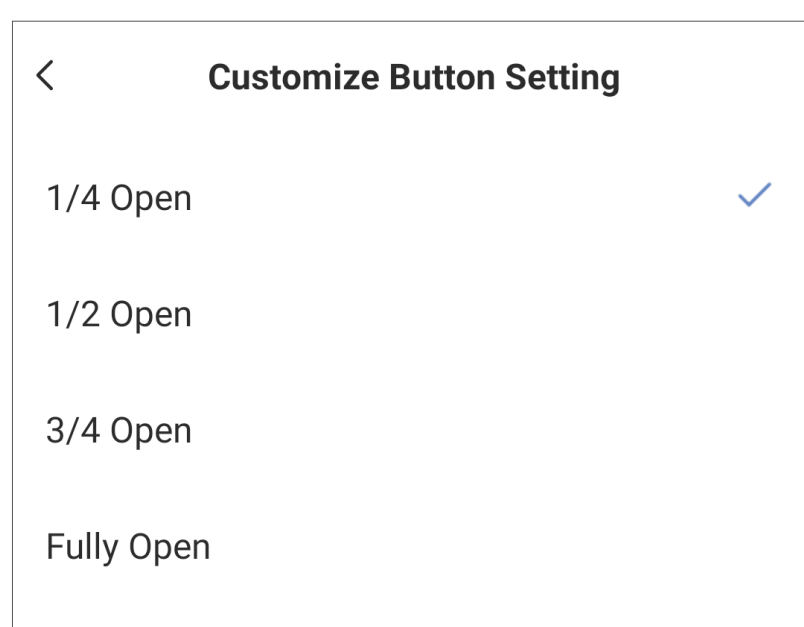 Customize Button Setting
1/4 Open
1/2 Open
3/4 Open
Fully Open